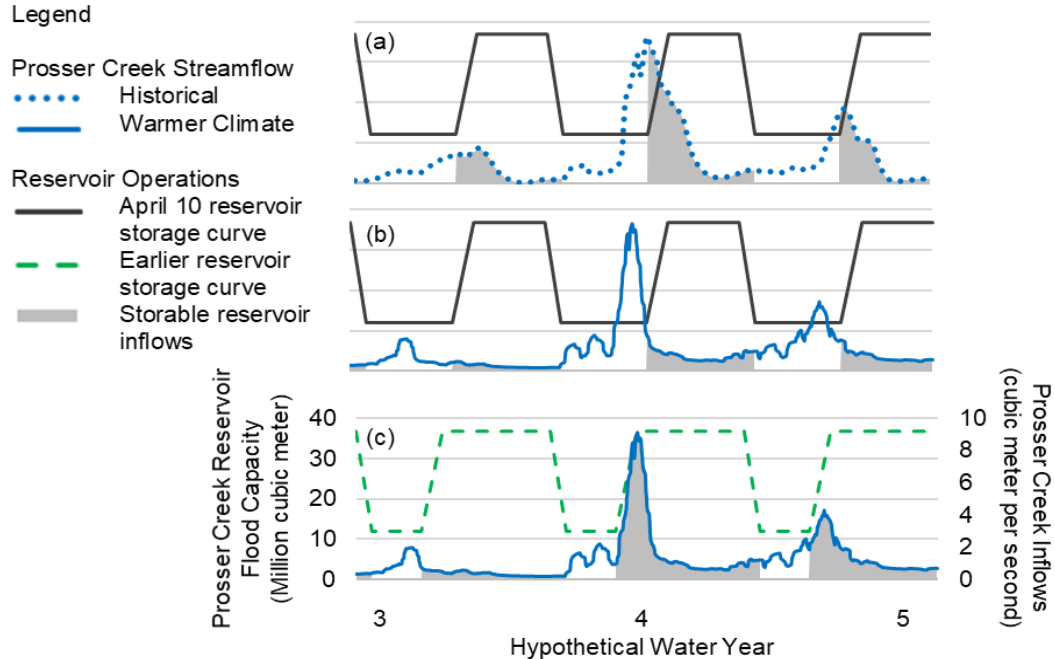 Legend
Prosser Creek Streamflow
Historical
Warmer Climate
Reservoir Operations
April 10 reservoir
storage curve
Earlier reservoir
storage curve
Storable reservoir
inflows
(a)
(b)
(c)
Prosser Creek Reservoir
Flood Capacity
(Million cubic meter)
40
30
20
10
0
10
8
6
4
2
0
Prosser Creek Inflows
(cubic meter per second)
3
4
5
Hypothetical Water Year